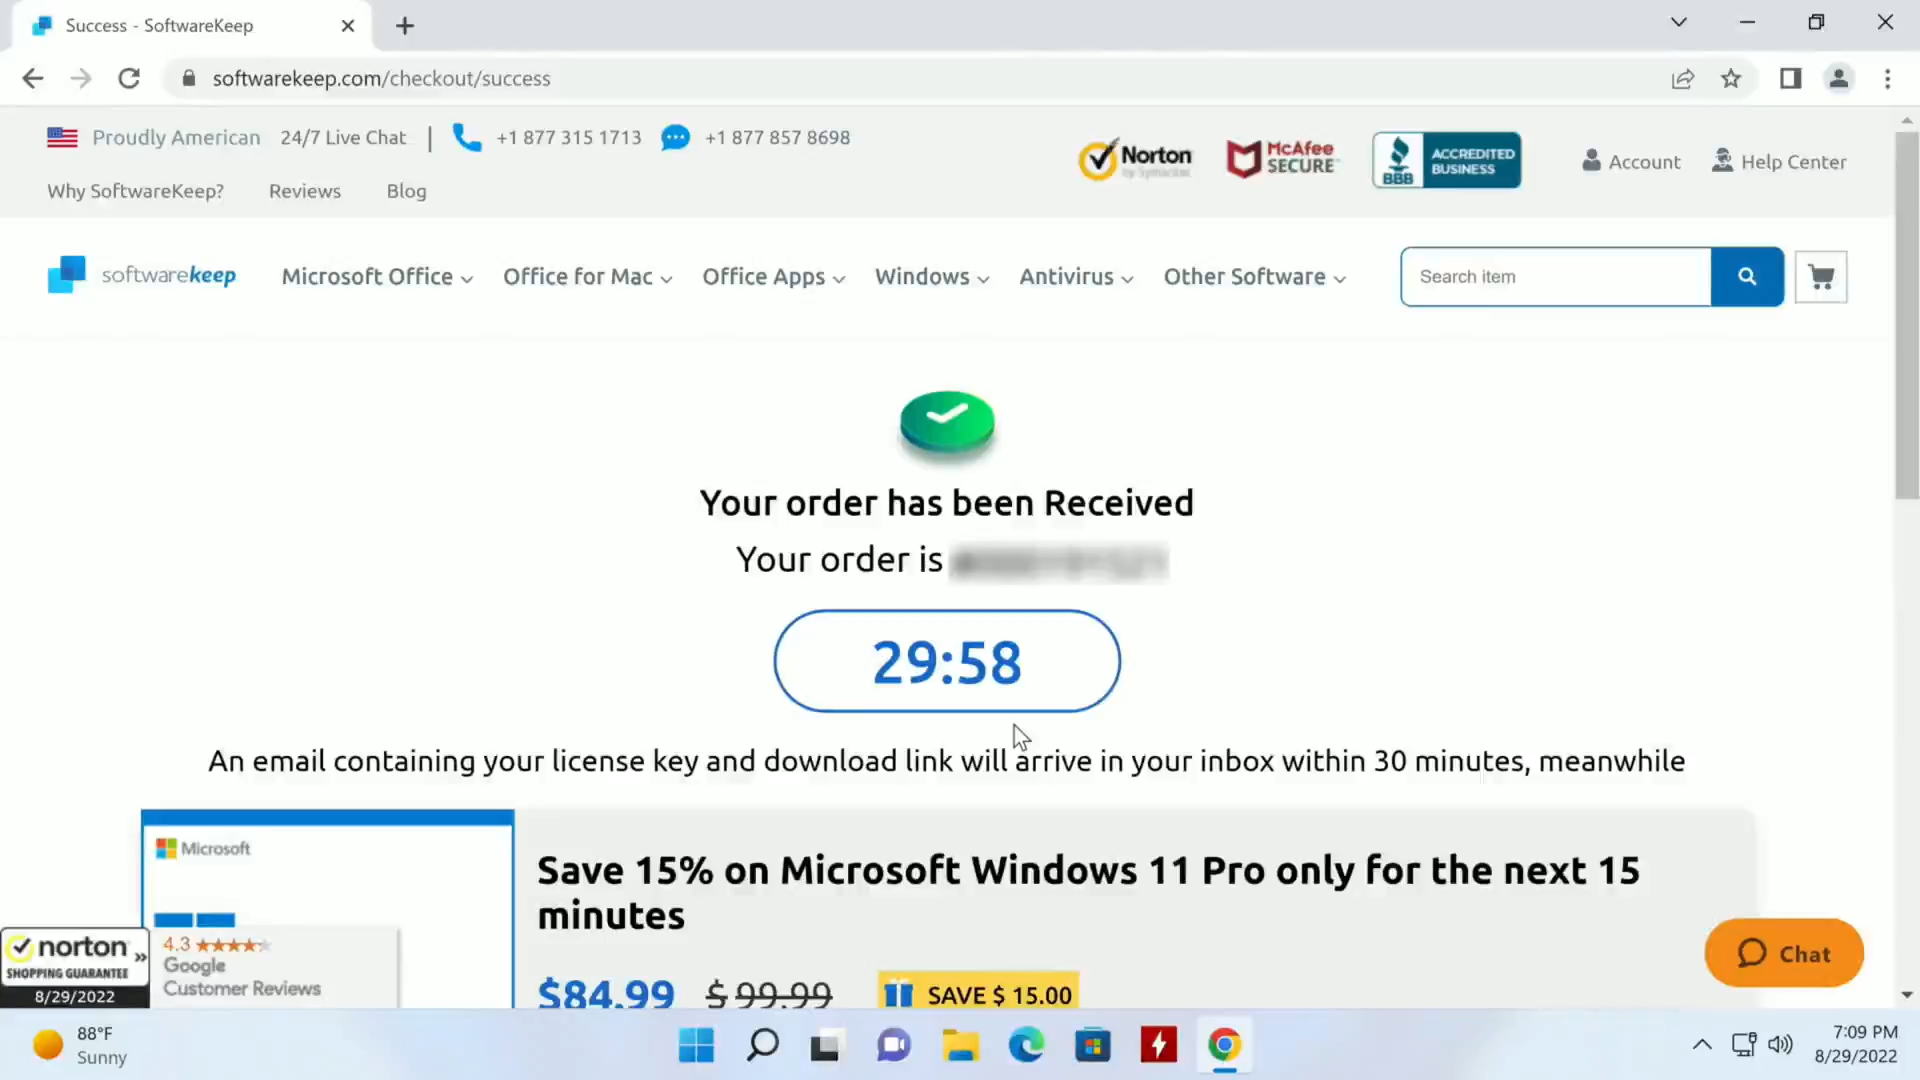 Success - SoftwareKeep
softwarekeep.com/checkout/success
Proudly American 24/7 Live Chat | +1 877 315 1713 +1 877 857 8698
Norton
by Symantec
McAfee
SECURE
BBB
ACCREDITED
BUSINESS
Account
Help Center
Why SoftwareKeep? Reviews Blog
softwarekeep
Microsoft Office Office for Mac Office Apps Windows Antivirus Other Software
Search item
Your order has been Received
Your order is
29:58
An email containing your license key and download link will arrive in your inbox within 30 minutes, meanwhile
Microsoft
Save 15% on Microsoft Windows 11 Pro only for the next 15
minutes
$84.99 $ 99.99 SAVE $ 15.00
norton
SHOPPING GUARANTEE
8/29/2022
4.3
Google
Customer Reviews
Chat
88°F
Sunny
7:09 PM
8/29/2022